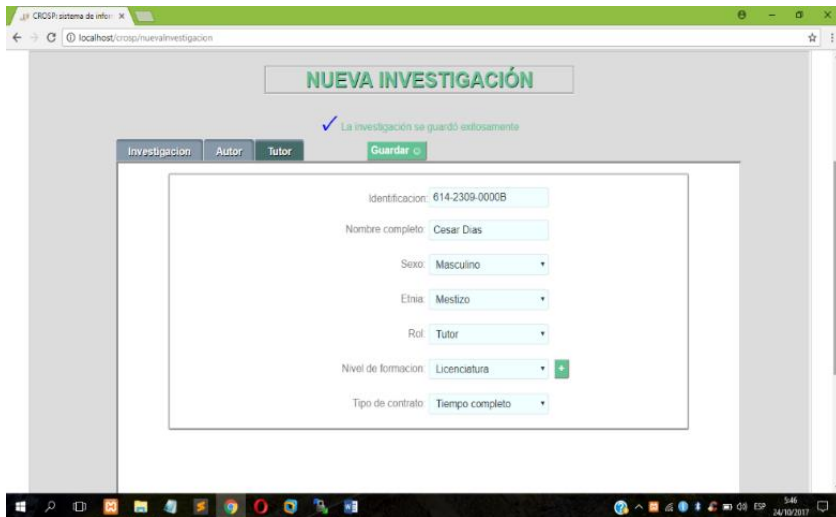 CROSP: sistema de infor
localhost/crosp/nuevainvestigacion
NUEVA INVESTIGACIÓN
La investigación se guardó exitosamente
Investigacion Autor Tutor Guardar
Identificacion: 614-2309-0000B
Nombre completo: Cesar Dias
Sexo: Masculino
Etnia: Mestizo
Rol: Tutor
Nivel de formacion: Licenciatura +
Tipo de contrato: Tiempo completo
ESP 5:46
24/10/2017